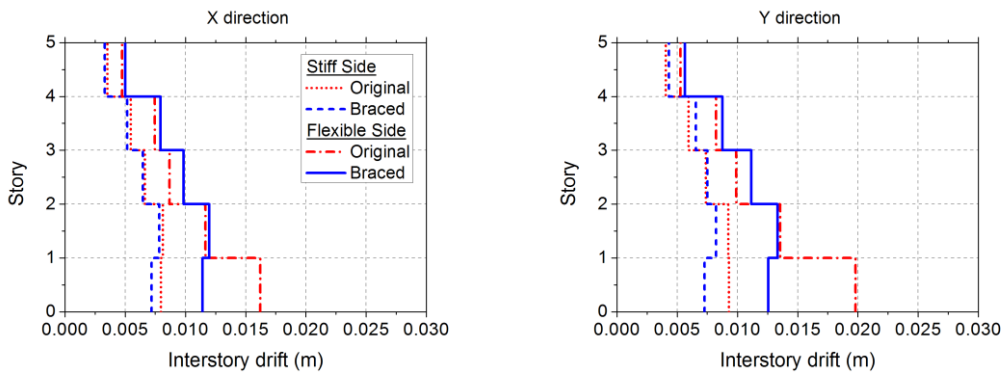 X direction
5
4
3
2
1
0
Story
0.000 0.005 0.010 0.015 0.020 0.025 0.030
Interstory drift (m)
Stiff Side
Original
Braced
Flexible Side
Original
Braced
Y direction
5
4
3
2
1
0
Story
0.000 0.005 0.010 0.015 0.020 0.025 0.030
Interstory drift (m)